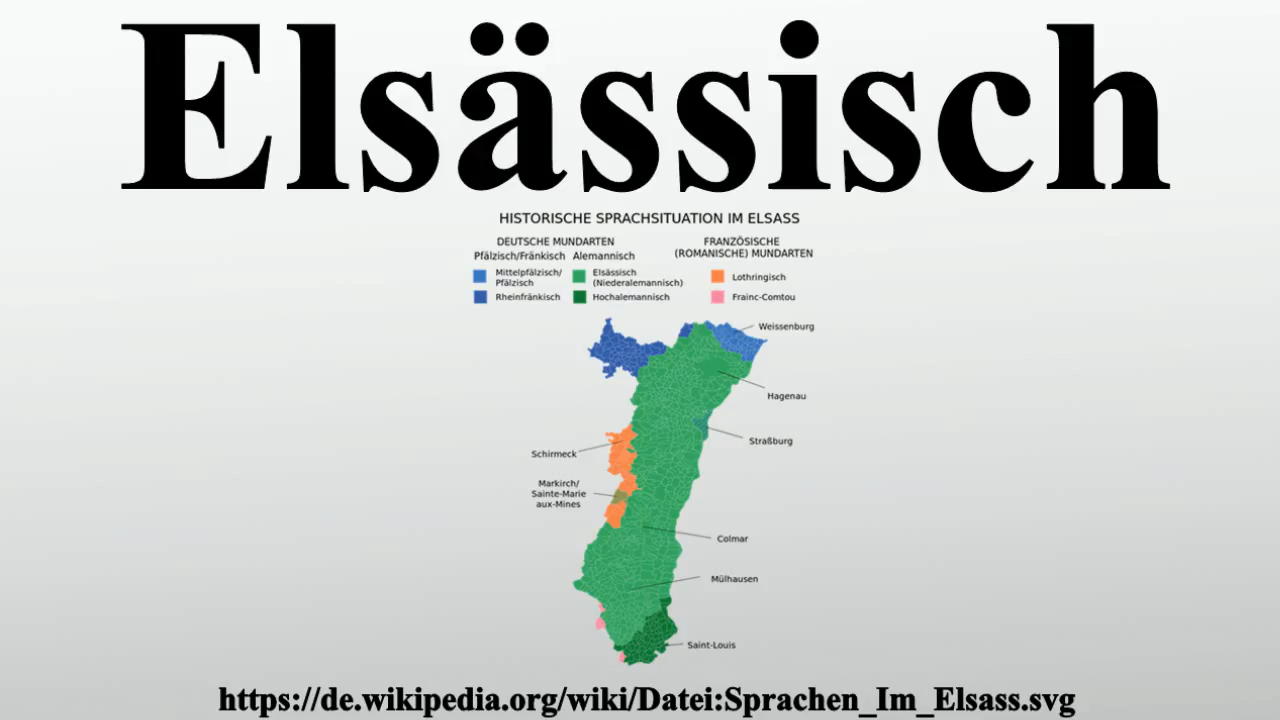 Elsässisch
HISTORISCHE SPRACHSITUATION IM ELSASS
DEUTSCHE MUNDARTEN
Pfälzisch/Fränkisch Alemannisch
Mittelpfälzisch/
Pfälzisch
Rheinfränkisch
Elsässisch
(Niederalemannisch)
Hochalemannisch
FRANZÖSISCHE
(ROMANISCHE) MUNDARTEN
Lothringisch
Frainc-Comtou
Weissenburg
Hagenau
Straßburg
Schirmeck
Markirch/
Sainte-Marie
aux-Mines
Colmar
Mülhausen
Saint-Louis
https://de.wikipedia.org/wiki/Datei:Sprachen_Im_Elsass.svg